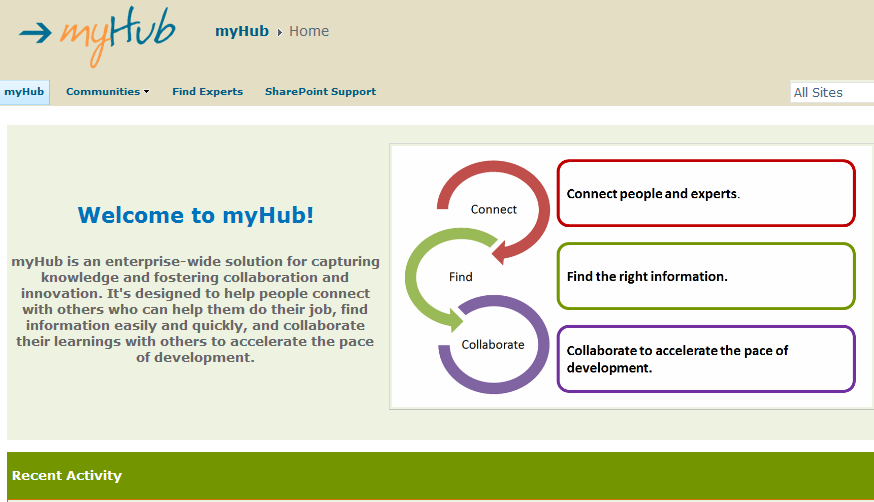 myHub
myHub Home
myHub Communities Find Experts SharePoint Support
All Sites
Welcome to myHub!
myHub is an enterprise-wide solution for capturing
knowledge and fostering collaboration and
innovation. It's designed to help people connect
with others who can help them do their job, find
information easily and quickly, and collaborate
their learnings with others to accelerate the pace
of development.
Connect
Connect people and experts.
Find
Find the right information.
Collaborate
Collaborate to accelerate the pace of
development.
Recent Activity